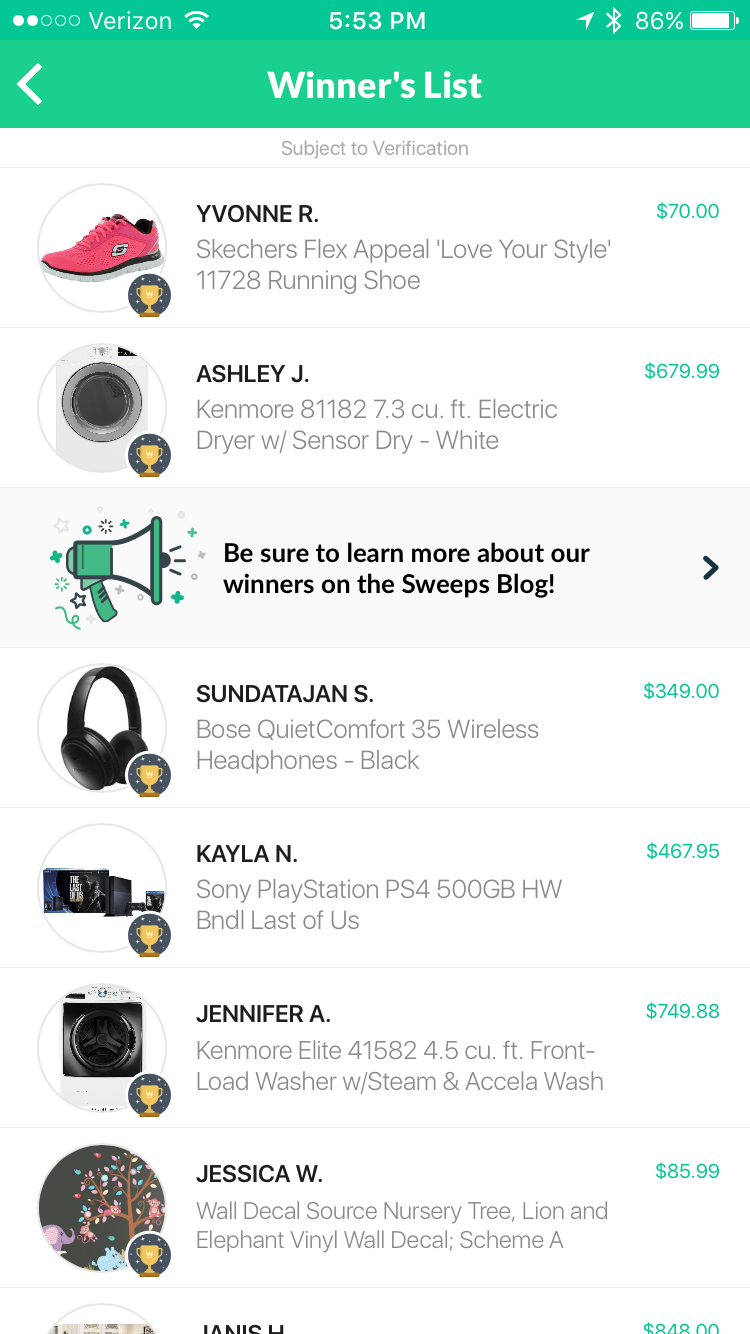 Verizon 5:53 PM 86%
Winner's List
Subject to Verification
YVONNE R. $70.00
Skechers Flex Appeal 'Love Your Style'
11728 Running Shoe
ASHLEY J. $679.99
Kenmore 81182 7.3 cu. ft. Electric
Dryer w/ Sensor Dry - White
Be sure to learn more about our
winners on the Sweeps Blog!
SUNDATAJAN S. $349.00
Bose QuietComfort 35 Wireless
Headphones - Black
KAYLA N. $467.95
Sony PlayStation PS4 500GB HW
Bndl Last of Us
THE
LAST
OF US
JENNIFER A. $749.88
Kenmore Elite 41582 4.5 cu. ft. Front-
Load Washer w/Steam & Accela Wash
JESSICA W. $85.99
Wall Decal Source Nursery Tree, Lion and
Elephant Vinyl Wall Decal; Scheme A
JANIS H. $848.00